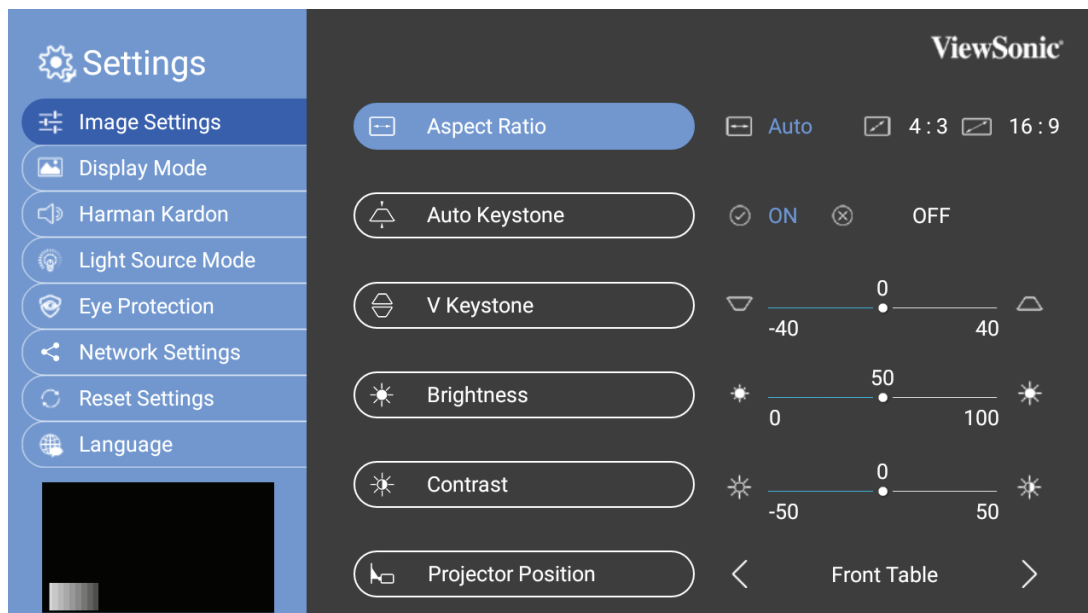 Settings
ViewSonic
Image Settings
Display Mode
Harman Kardon
Light Source Mode
Eye Protection
Network Settings
Reset Settings
Language
Aspect Ratio Auto 4 : 3 16 : 9
Auto Keystone ON OFF
V Keystone 0
-40 40
Brightness 50
0 100
Contrast 0
-50 50
Projector Position Front Table